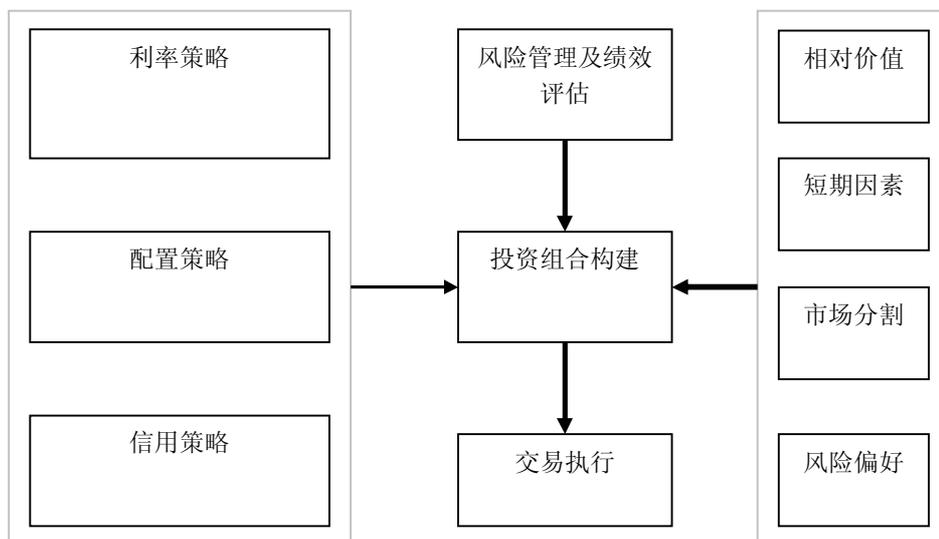 利率策略
配置策略
信用策略
风险管理及绩效
评估
投资组合构建
交易执行
相对价值
短期因素
市场分割
风险偏好